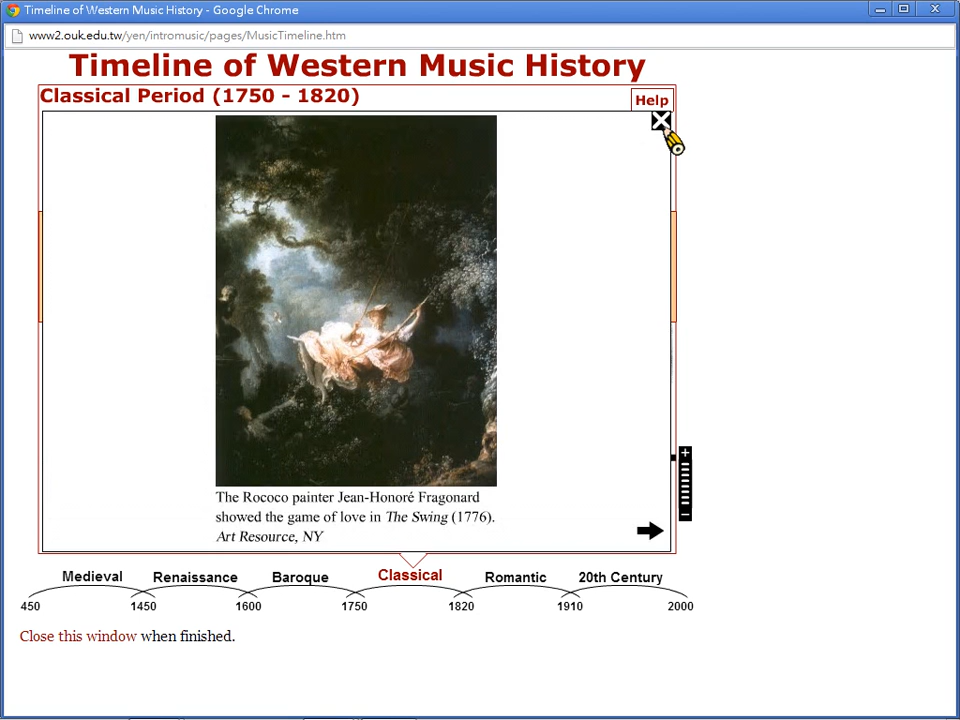 Timeline of Western Music History - Google Chrome
www2.ouk.edu.tw/yen/intromusic/pages/MusicTimeline.htm
Timeline of Western Music History
Classical Period (1750 - 1820)
Help
The Rococo painter Jean-Honoré Fragonard
showed the game of love in The Swing (1776).
Art Resource, NY
Medieval Renaissance Baroque Classical Romantic 20th Century
450 1450 1600 1750 1820 1910 2000
Close this window when finished.